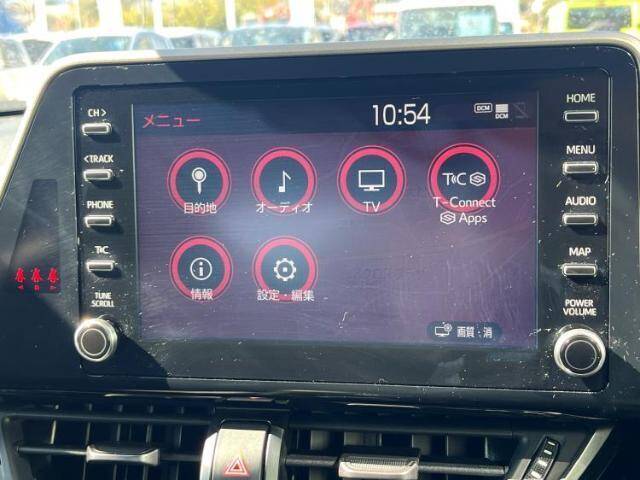 メニュー
10:54
DCM
DCM
目的地
オーディオ
TV
T-Connect
Apps
情報
設定・編集
画質・消
CH >
< TRACK
PHONE
TUNE
SCROLL
HOME
MENU
AUDIO
MAP
POWER
VOLUME